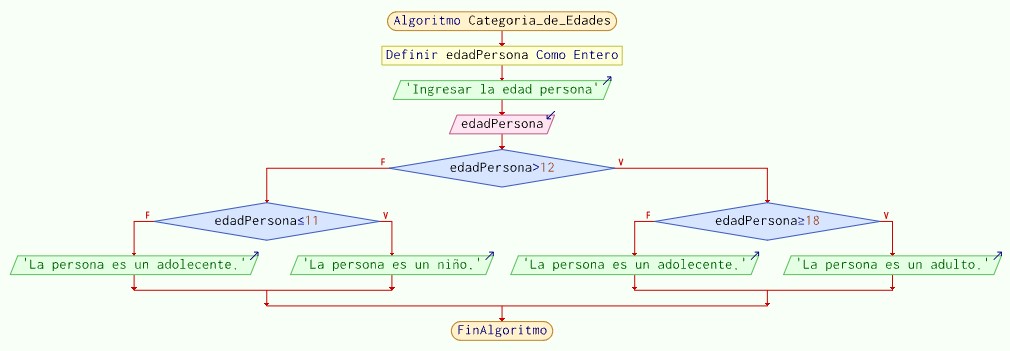 Algoritmo Categoria_de_Edades
Definir edadPersona Como Entero
'Ingresar la edad persona'
edadPersona
F
edadPersona>12
V
F
edadPersona≤11
V
F
edadPersona≥18
V
'La persona es un adolecente.'
'La persona es un niño.'
'La persona es un adolecente.'
'La persona es un adulto.'
FinAlgoritmo